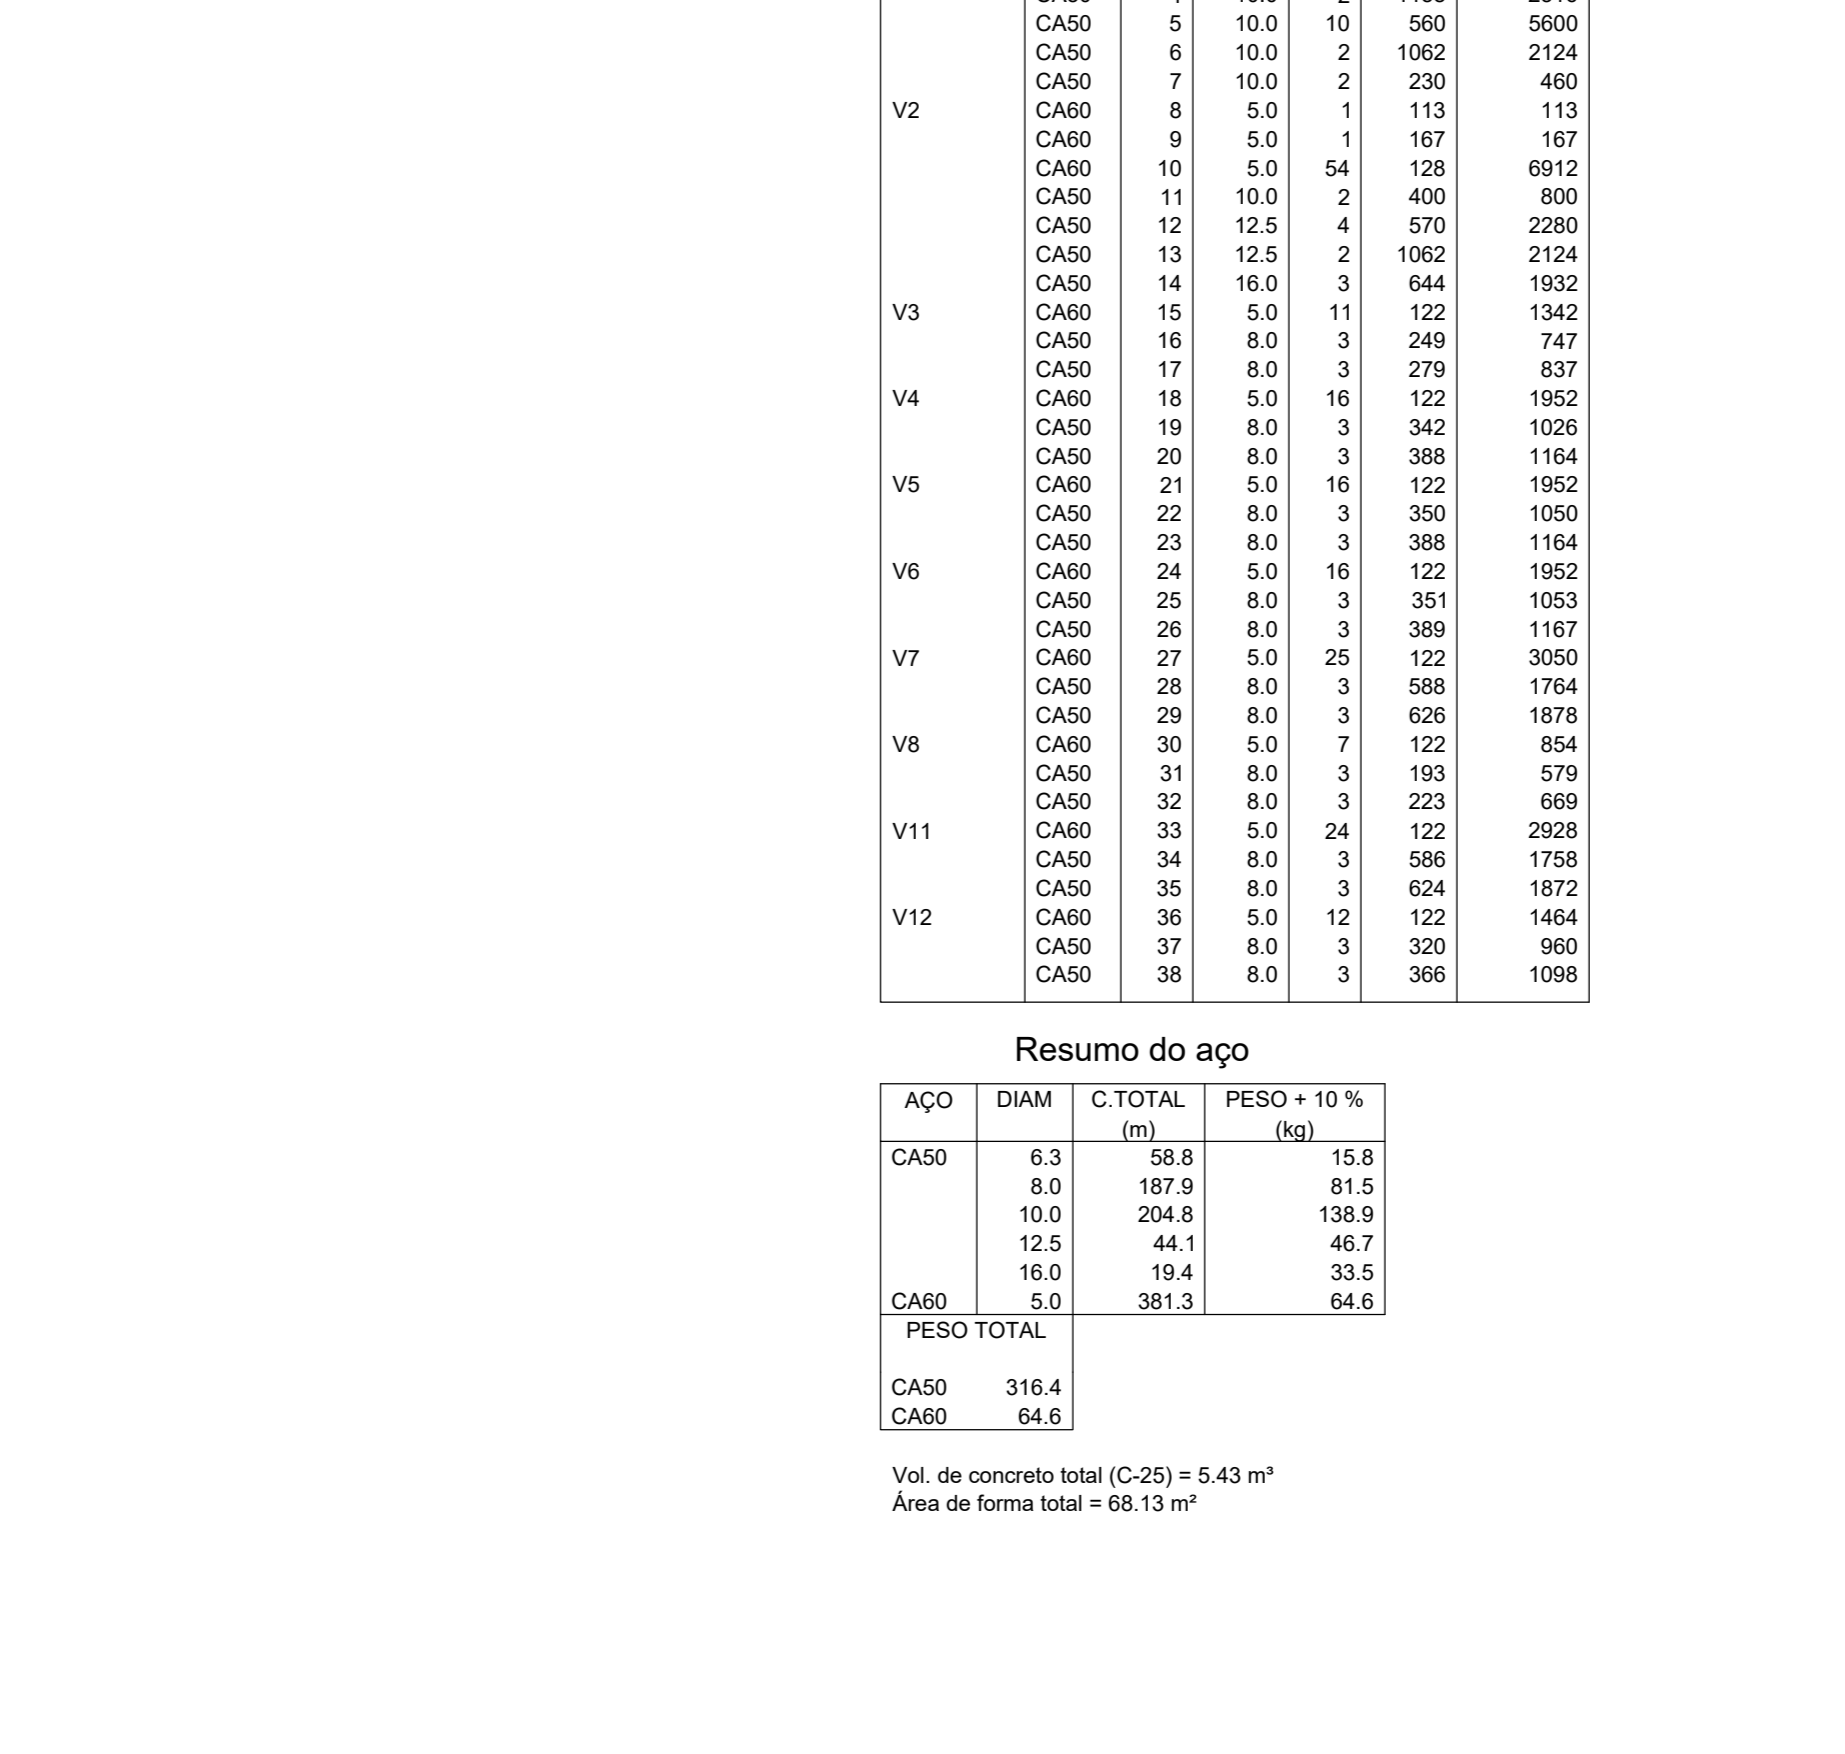 CA50 5 10.0 10 560 5600
CA50 6 10.0 2 1062 2124
CA50 7 10.0 2 230 460
V2 CA60 8 5.0 1 113 113
CA60 9 5.0 1 167 167
CA60 10 5.0 54 128 6912
CA50 11 10.0 2 400 800
CA50 12 12.5 4 570 2280
CA50 13 12.5 2 1062 2124
CA50 14 16.0 3 644 1932
V3 CA60 15 5.0 11 122 1342
CA50 16 8.0 3 249 747
CA50 17 8.0 3 279 837
V4 CA60 18 5.0 16 122 1952
CA50 19 8.0 3 342 1026
CA50 20 8.0 3 388 1164
V5 CA60 21 5.0 16 122 1952
CA50 22 8.0 3 350 1050
CA50 23 8.0 3 388 1164
V6 CA60 24 5.0 16 122 1952
CA50 25 8.0 3 351 1053
CA50 26 8.0 3 389 1167
V7 CA60 27 5.0 25 122 3050
CA50 28 8.0 3 588 1764
CA50 29 8.0 3 626 1878
V8 CA60 30 5.0 7 122 854
CA50 31 8.0 3 193 579
CA50 32 8.0 3 223 669
V11 CA60 33 5.0 24 122 2928
CA50 34 8.0 3 586 1758
CA50 35 8.0 3 624 1872
V12 CA60 36 5.0 12 122 1464
CA50 37 8.0 3 320 960
CA50 38 8.0 3 366 1098
Resumo do aço
AÇO DIAM C.TOTAL PESO + 10 %
(m) (kg)
CA50 6.3 58.8 15.8
8.0 187.9 81.5
10.0 204.8 138.9
12.5 44.1 46.7
16.0 19.4 33.5
CA60 5.0 381.3 64.6
PESO TOTAL
CA50 316.4
CA60 64.6
Vol. de concreto total (C-25) = 5.43 m³
Área de forma total = 68.13 m²